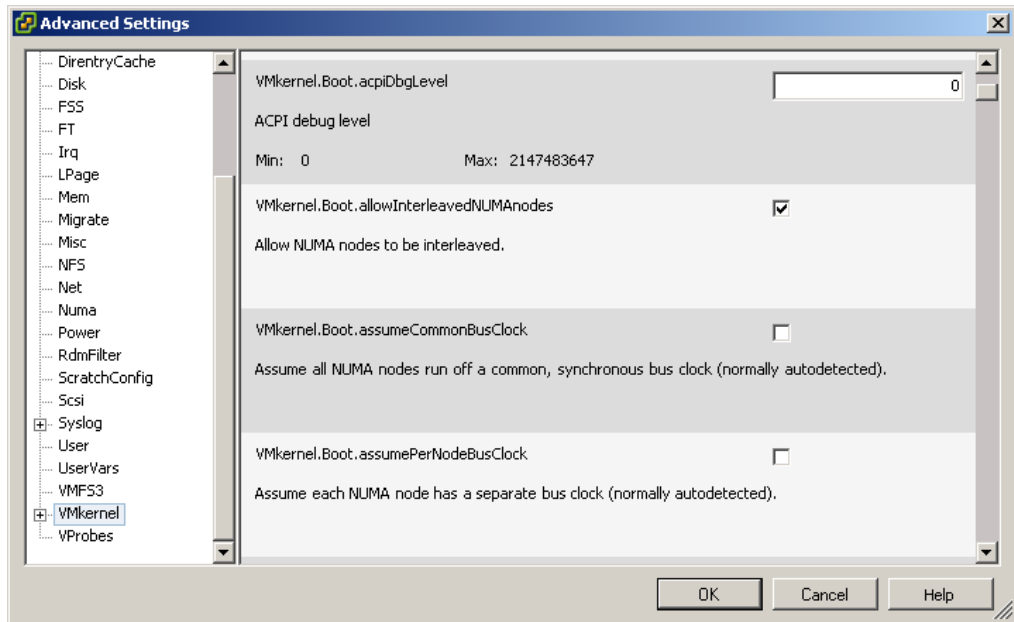 Advanced Settings
DirentryCache
Disk
FSS
FT
Irq
LPage
Mem
Migrate
Misc
NFS
Net
Numa
Power
RdmFilter
ScratchConfig
Scsi
Syslog
User
UserVars
VMFS3
VMkernel
VProbes
VMkernel.Boot.acpiDbgLevel
0
ACPI debug level
Min: 0 Max: 2147483647
VMkernel.Boot.allowInterleavedNUMAnodes
Allow NUMA nodes to be interleaved.
VMkernel.Boot.assumeCommonBusClock
Assume all NUMA nodes run off a common, synchronous bus clock (normally autodetected).
VMkernel.Boot.assumePerNodeBusClock
Assume each NUMA node has a separate bus clock (normally autodetected).
OK Cancel Help